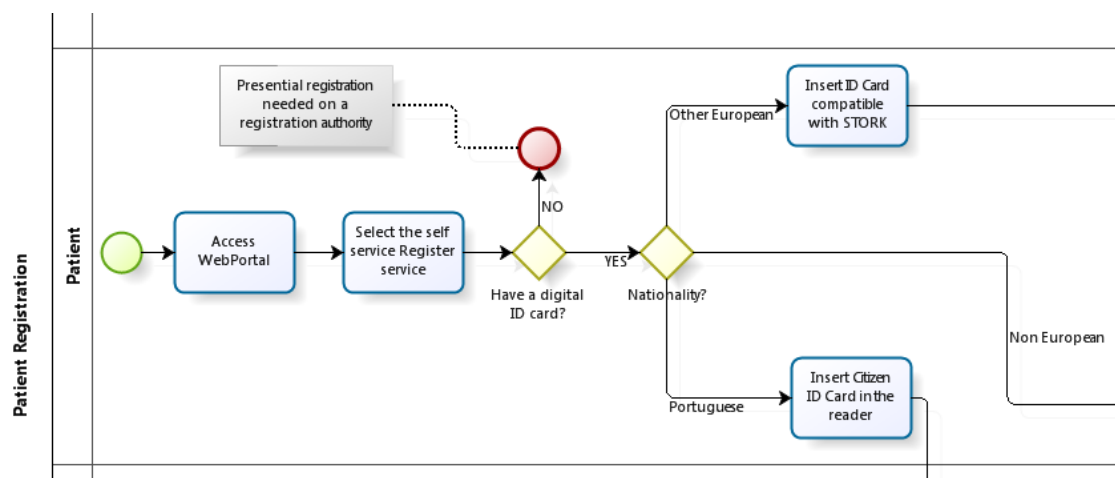 Patient Registration
Patient
Presential registration
needed on a
registration authority
Access
WebPortal
Select the self
service Register
service
NO
Have a digital
ID card?
YES
Nationality?
Other European
Insert ID Card
compatible
with STORK
Non European
Portuguese
Insert Citizen
ID Card in the
reader